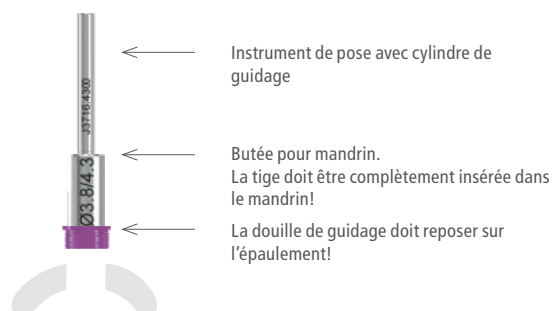 Instrument de pose avec cylindre de
guidage
J3716.4300
Butée pour mandrin.
La tige doit être complètement insérée dans
le mandrin!
Ø3.8/4.3
La douille de guidage doit reposer sur
l'épaulement!